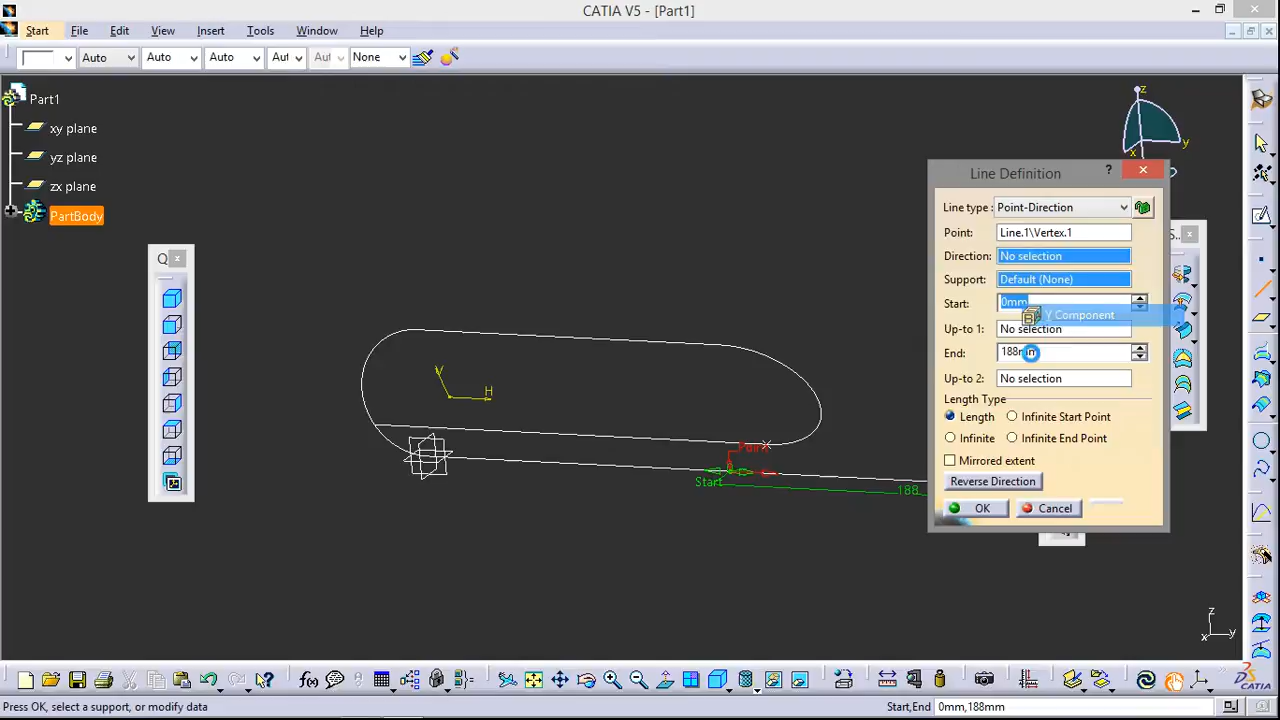 CATIA V5 - [Part1]
Start File Edit View Insert Tools Window Help
Auto Auto Auto Aut Aut None
Part1
xy plane
yz plane
zx plane
PartBody
Q
z
y
x
Line Definition
?
Line type : Point-Direction
Point: Line.1\Vertex.1
Direction: No selection
Support: Default (None)
Start: 0mm
Y Component
Up-to 1: No selection
End: 188mm
Up-to 2: No selection
Length Type
Length Infinite Start Point
Infinite Infinite End Point
Mirrored extent
Reverse Direction
OK Cancel
S...
V
H
Start
188
z
x y
CATIA
Press OK, select a support, or modify data
Start,End 0mm,188mm